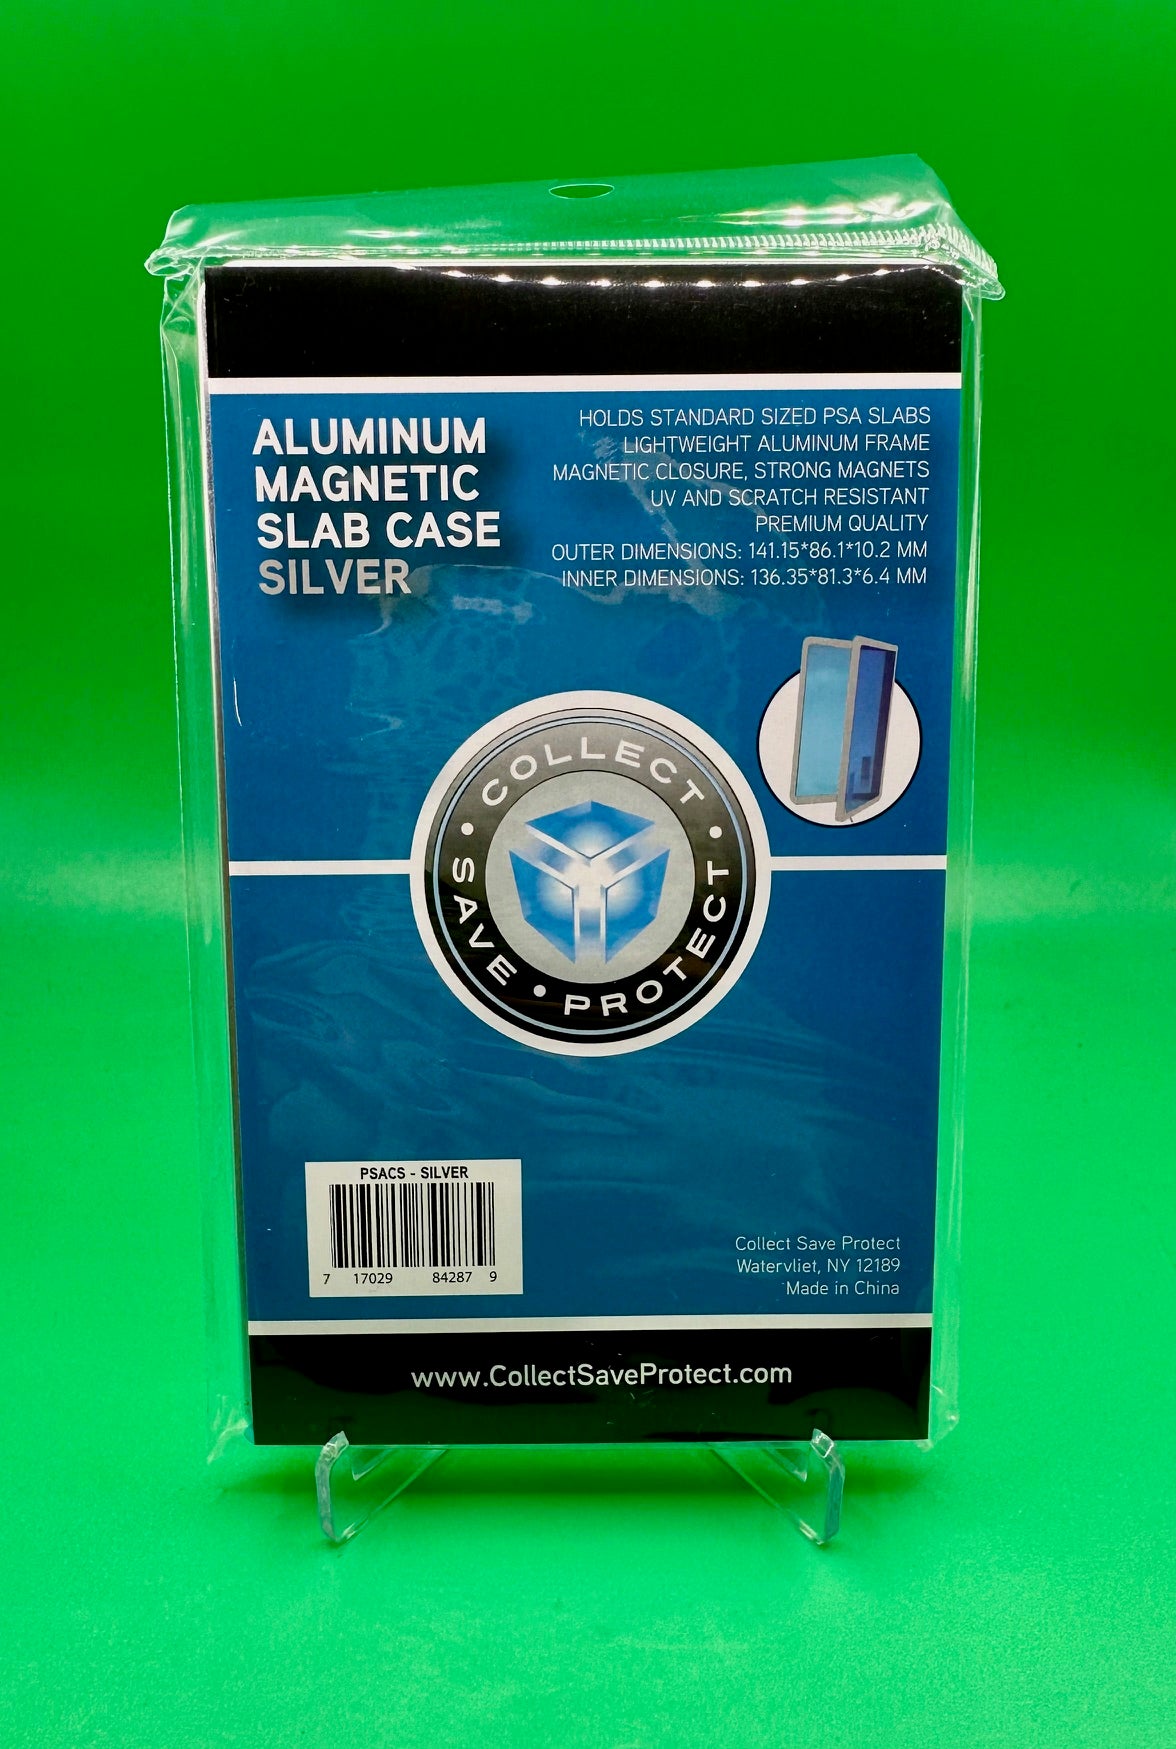 ALUMINUM
MAGNETIC
SLAB CASE
SILVER
HOLDS STANDARD SIZED PSA SLABS
LIGHTWEIGHT ALUMINUM FRAME
MAGNETIC CLOSURE, STRONG MAGNETS
UV AND SCRATCH RESISTANT
PREMIUM QUALITY
OUTER DIMENSIONS: 141.15*86.1*10.2 MM
INNER DIMENSIONS: 136.35*81.3*6.4 MM
COLLECT • SAVE • PROTECT •
PSACS - SILVER
7 17029 84287 9
Collect Save Protect
Watervliet, NY 12189
Made in China
www.CollectSaveProtect.com